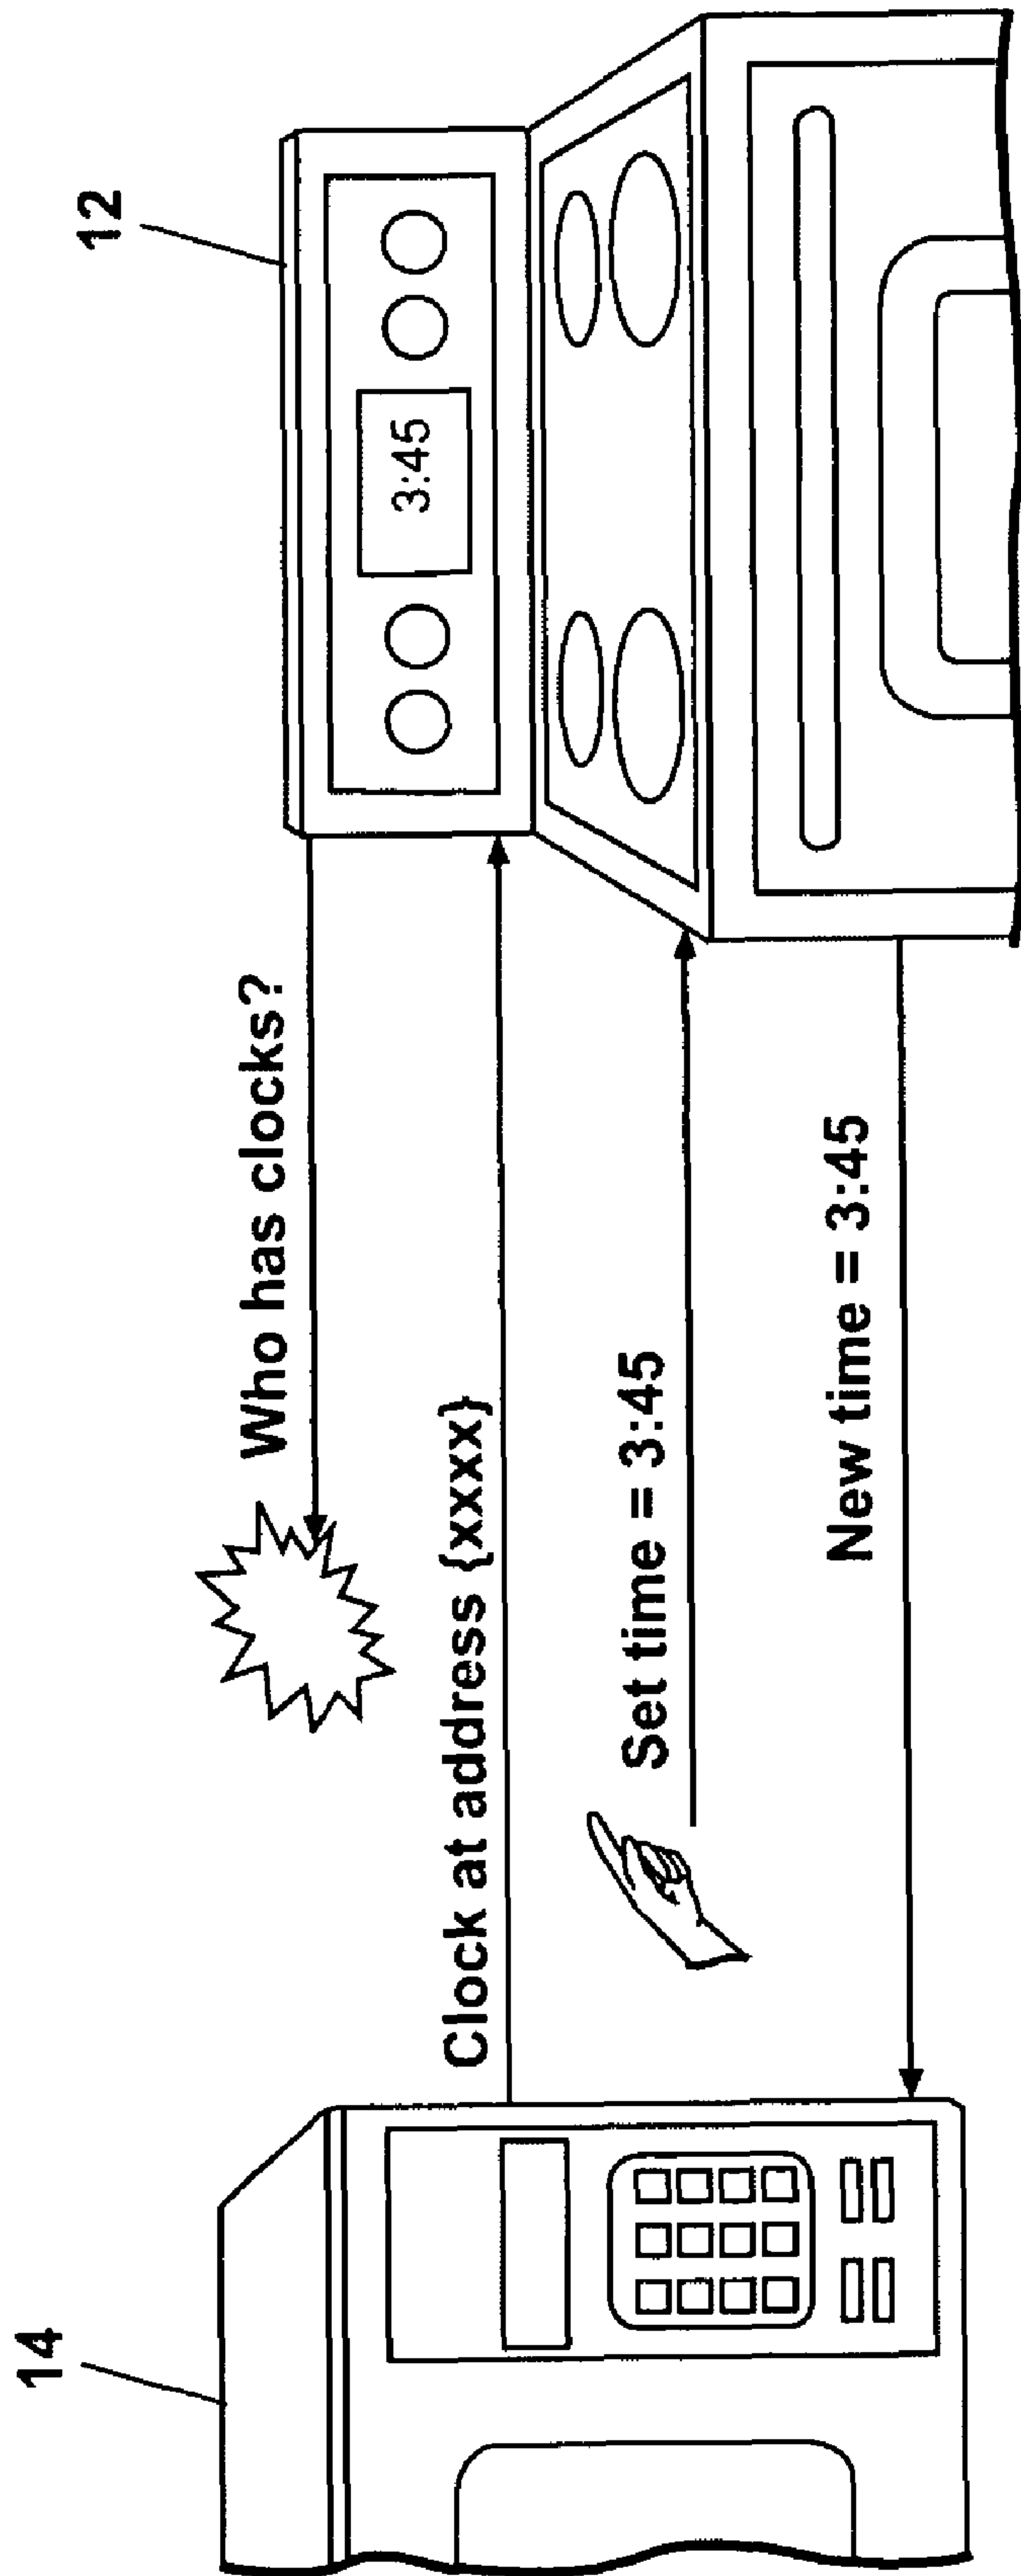 12
14
3:45
Who has clocks?
Clock at address {xxxx}
Set time = 3:45
New time = 3:45